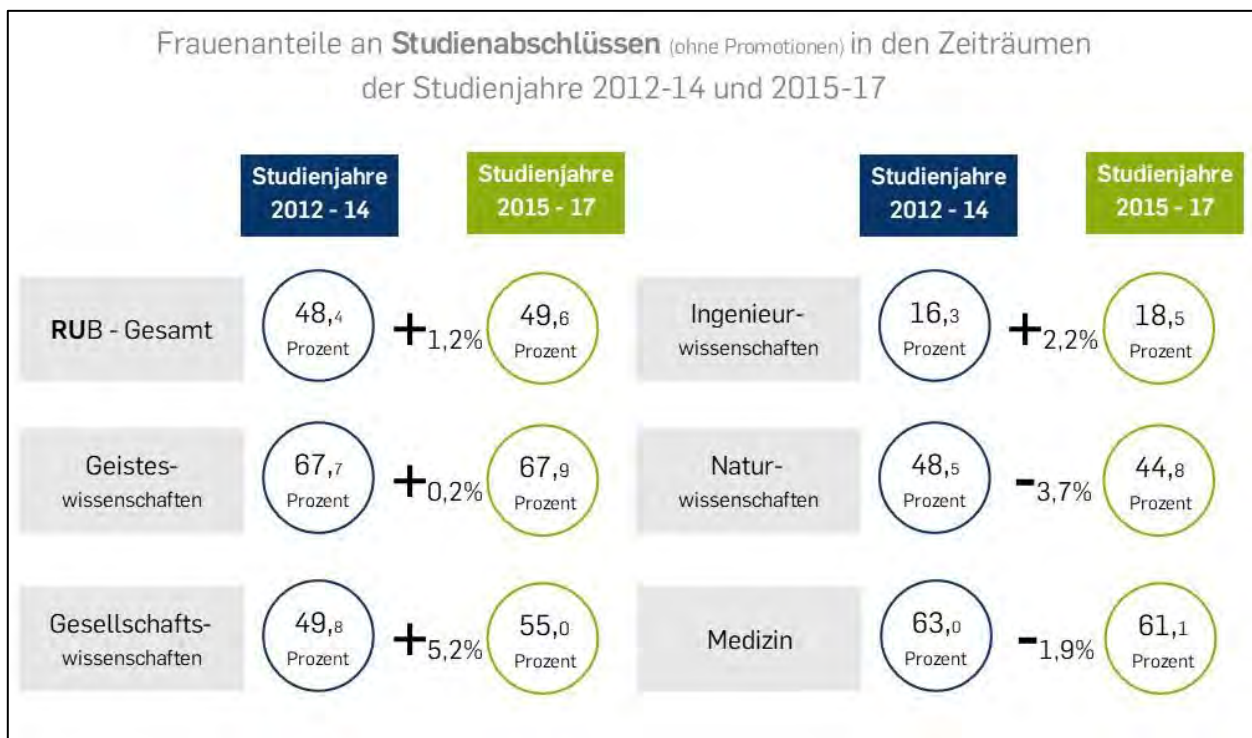 Frauenanteile an Studienabschlüssen (ohne Promotionen) in den Zeiträumen
der Studienjahre 2012-14 und 2015-17
Studienjahre
2012 - 14
Studienjahre
2015 - 17
Studienjahre
2012 - 14
Studienjahre
2015 - 17
RUB - Gesamt
48,4
Prozent
+1,2%
49,6
Prozent
Ingenieur-
wissenschaften
16,3
Prozent
+2,2%
18,5
Prozent
Geistes-
wissenschaften
67,7
Prozent
+0,2%
67,9
Prozent
Natur-
wissenschaften
48,5
Prozent
-3,7%
44,8
Prozent
Gesellschafts-
wissenschaften
49,8
Prozent
+5,2%
55,0
Prozent
Medizin
63,0
Prozent
-1,9%
61,1
Prozent